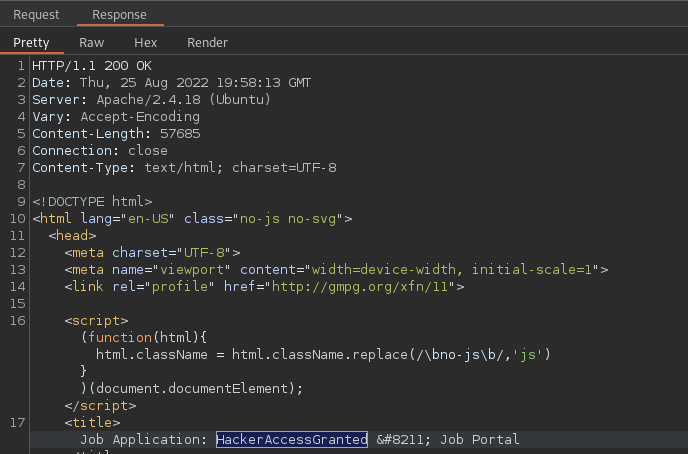 Request Response
Pretty Raw Hex Render
1 HTTP/1.1 200 OK
2 Date: Thu, 25 Aug 2022 19:58:13 GMT
3 Server: Apache/2.4.18 (Ubuntu)
4 Vary: Accept-Encoding
5 Content-Length: 57685
6 Connection: close
7 Content-Type: text/html; charset=UTF-8
8
9 <!DOCTYPE html>
10 <html lang="en-US" class="no-js no-svg">
11 <head>
12 <meta charset="UTF-8">
13 <meta name="viewport" content="width=device-width, initial-scale=1">
14 <link rel="profile" href="http://gmpg.org/xfn/11">
15
16 <script>
(function(html){
html.className = html.className.replace(/\bno-js\b/,'js')
}
)(document.documentElement);
</script>
17 <title>
Job Application: HackerAccessGranted &#8211; Job Portal